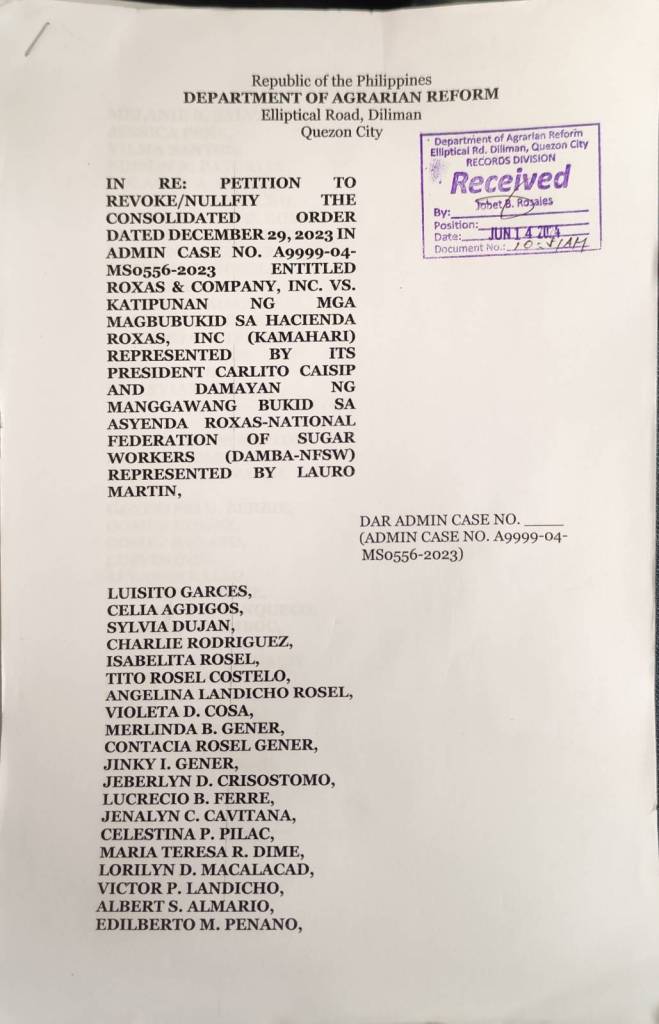 Republic of the Philippines
DEPARTMENT OF AGRARIAN REFORM
Elliptical Road, Diliman
Quezon City
Department of Agrarian Reform
Elliptical Rd. Diliman, Quezon City
RECORDS DIVISION
Received
By: Jobet B. Rosales
Position:
Date: JUN 14 2024
Document No.:
IN RE: PETITION TO
REVOKE/NULLFIY THE
CONSOLIDATED ORDER
DATED DECEMBER 29, 2023 IN
ADMIN CASE NO. A9999-04-
MS0556-2023 ENTITLED
ROXAS & COMPANY, INC. VS.
KATIPUNAN NG MGA
MAGBUBUKID SA HACIENDA
ROXAS, INC (KAMAHARI)
REPRESENTED BY ITS
PRESIDENT CARLITO CAISIP
AND DAMAYAN NG
MANGGAWANG BUKID SA
ASYENDA ROXAS-NATIONAL
FEDERATION OF SUGAR
WORKERS (DAMBA-NFSW)
REPRESENTED BY LAURO
MARTIN,
DAR ADMIN CASE NO. _____
(ADMIN CASE NO. A9999-04-
MS0556-2023)
LUISITO GARCES,
CELIA AGDIGOS,
SYLVIA DUJAN,
CHARLIE RODRIGUEZ,
ISABELITA ROSEL,
TITO ROSEL COSTELO,
ANGELINA LANDICHO ROSEL,
VIOLETA D. COSA,
MERLINDA B. GENER,
CONTACIA ROSEL GENER,
JINKY I. GENER,
JEBERLYN D. CRISOSTOMO,
LUCRECIO B. FERRE,
JENALYN C. CAVITANA,
CELESTINA P. PILAC,
MARIA TERESA R. DIME,
LORILYN D. MACALACAD,
VICTOR P. LANDICHO,
ALBERT S. ALMARIO,
EDILBERTO M. PENANO,